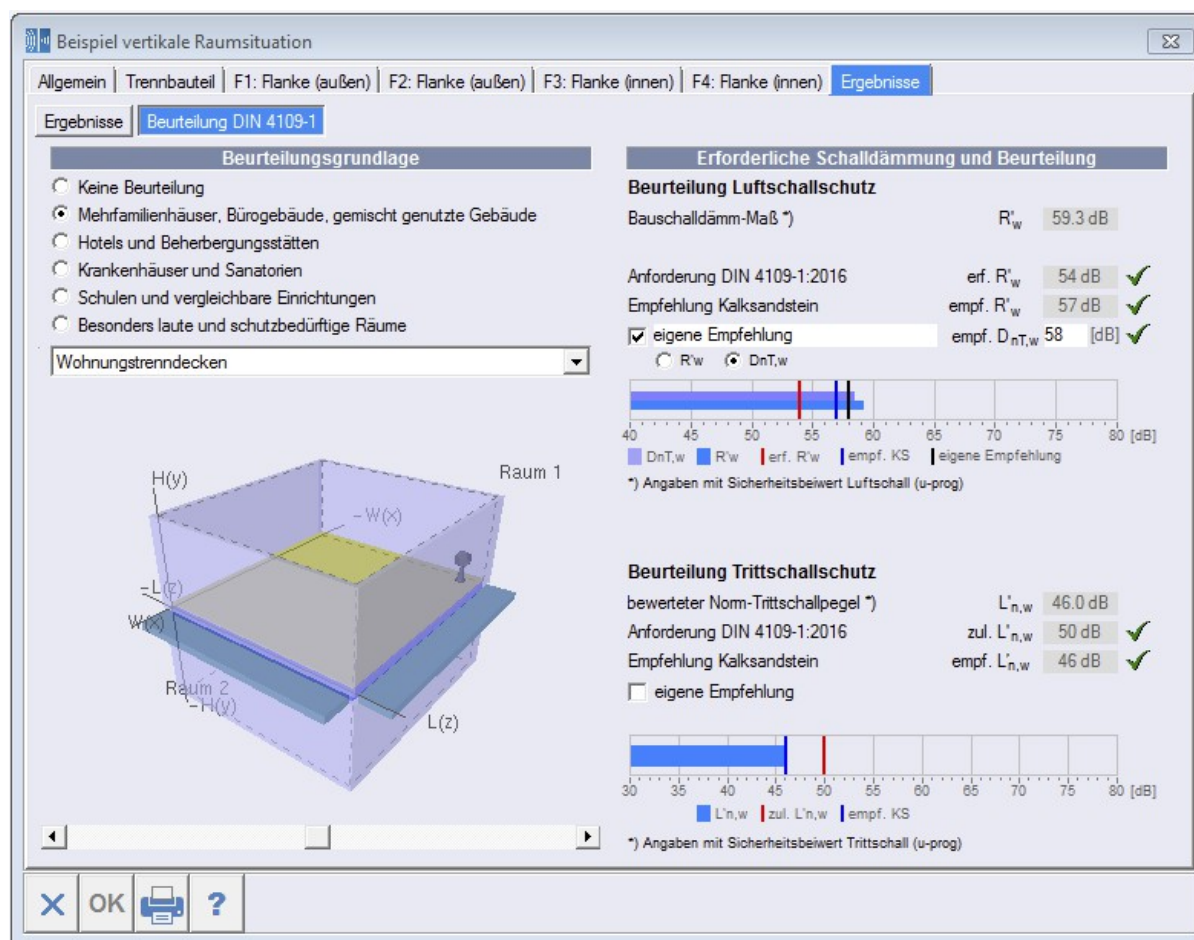 Beispiel vertikale Raumsituation
Allgemein Trennbauteil F1: Flanke (außen) F2: Flanke (außen) F3: Flanke (innen) F4: Flanke (innen) Ergebnisse
Ergebnisse Beurteilung DIN 4109-1
Beurteilungsgrundlage
Keine Beurteilung
Mehrfamilienhäuser, Bürogebäude, gemischt genutzte Gebäude
Hotels und Beherbergungsstätten
Krankenhäuser und Sanatorien
Schulen und vergleichbare Einrichtungen
Besonders laute und schutzbedürftige Räume
Wohnungstrenndecken
H(y)
Raum 1
-W(x)
-L(z)
W(x)
Raum 2
-H(y)
L(z)
Erforderliche Schalldämmung und Beurteilung
Beurteilung Luftschallschutz
Bauschalldämm-Maß *) R'w 59.3 dB
Anforderung DIN 4109-1:2016 erf. R'w 54 dB
Empfehlung Kalksandstein empf. R'w 57 dB
eigene Empfehlung empf. DnT,w 58 [dB]
R'w DnT,w
40 45 50 55 60 65 70 75 80 [dB]
DnT,w R'w erf. R'w empf. KS eigene Empfehlung
*) Angaben mit Sicherheitsbeiwert Luftschall (u-prog)
Beurteilung Trittschallschutz
bewerteter Norm-Trittschallpegel *) L'n,w 46.0 dB
Anforderung DIN 4109-1:2016 zul. L'n,w 50 dB
Empfehlung Kalksandstein empf. L'n,w 46 dB
eigene Empfehlung
30 35 40 45 50 55 60 65 70 75 80 [dB]
L'n,w zul. L'n,w empf. KS
*) Angaben mit Sicherheitsbeiwert Trittschall (u-prog)
OK ?